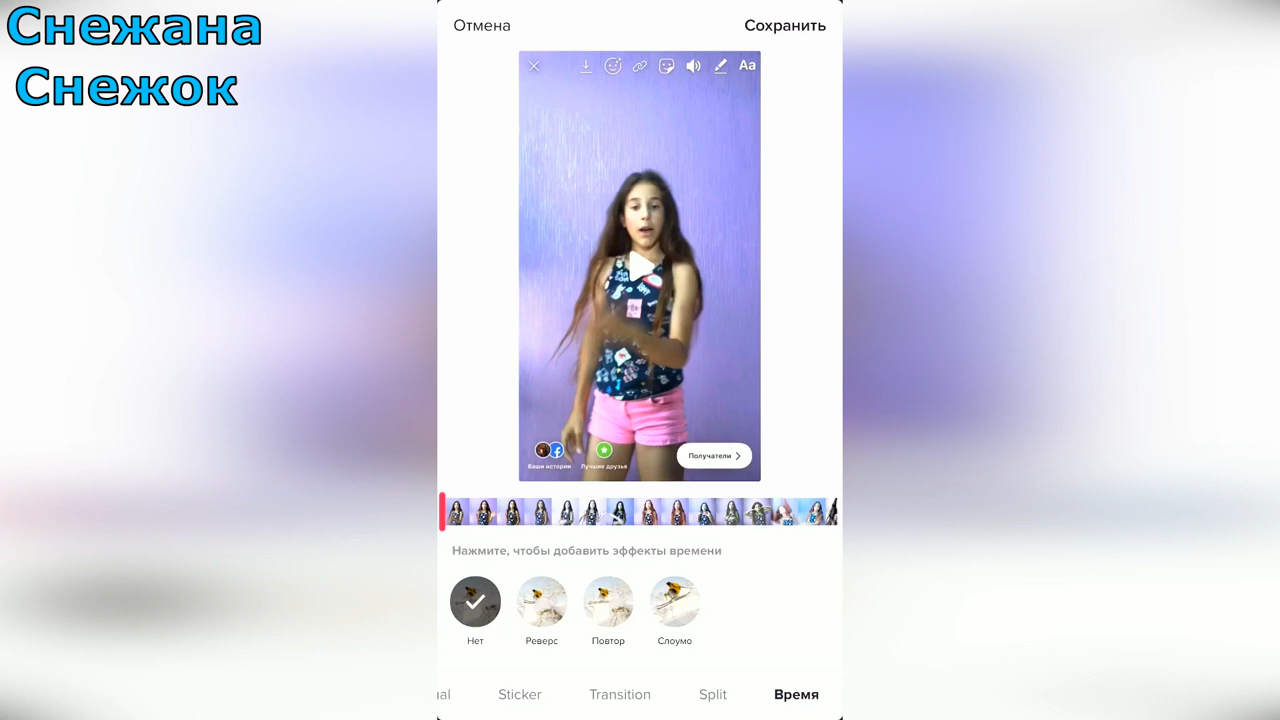 Снежана
Снежок
Отмена
Сохранить
Aa
Ваши истории
Лучшие друзья
Получатели
Нажмите, чтобы добавить эффекты времени
Нет
Реверс
Повтор
Слоумо
ual
Sticker
Transition
Split
Время